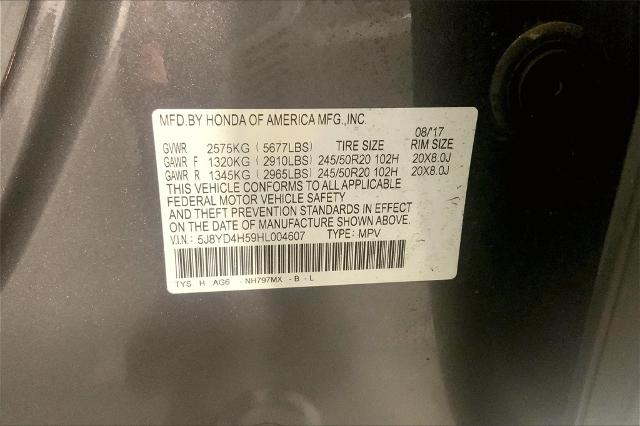 MFD.BY HONDA OF AMERICA MFG.,INC.
08/'17
GVWR 2575KG ( 5677LBS) TIRE SIZE RIM SIZE
GAWR F 1320KG ( 2910LBS) 245/50R20 102H 20X8.0J
GAWR R 1345KG ( 2965LBS) 245/50R20 102H 20X8.0J
THIS VEHICLE CONFORMS TO ALL APPLICABLE
FEDERAL MOTOR VEHICLE SAFETY
AND THEFT PREVENTION STANDARDS IN EFFECT
ON THE DATE OF MANUFACTURE SHOWN ABOVE.
V.I.N.: 5J8YD4H59HL004607 TYPE: MPV
TYS H AG6 - NH797MX - B - L